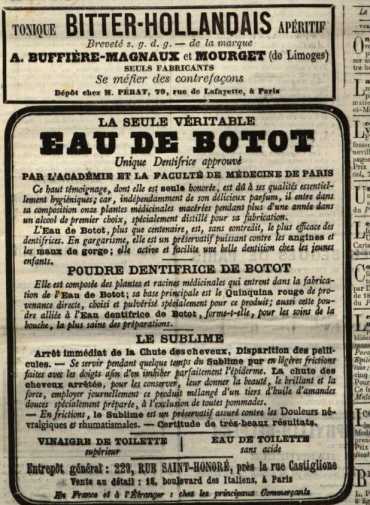 TONIQUE BITTER-HOLLANDAIS APÉRITIF
Breveté s. g. d. g. — de la marque
A. BUFFIÈRE-MAGNAUX et MOURGET (de Limoges)
SEULS FABRICANTS
Se méfier des contrefaçons
Dépôt chez M. PÉRAT, 79, rue de Lafayette, à Paris
LA SEULE VÉRITABLE
EAU DE BOTOT
Unique Dentifrice approuvé
PAR L'ACADÉMIE ET LA FACULTÉ DE MÉDECINE DE PARIS
Ce haut témoignage, dont elle est seule honorée, est dû à ses qualités essentiel-
lement hygiéniques; car, indépendamment de son délicieux parfum, il entre dans
sa composition onze plantes médicinales macérées pendant plus d'une année dans
un alcool de premier choix, spécialement distillé pour sa fabrication.
L'Eau de Botot, plus que centenaire, est, sans contredit, le plus efficace des
dentifrices. En gargarisme, elle est un préservatif puissant contre les angines et
les maux de gorge; elle active et facilite une belle dentition chez les jeunes
enfants.
POUDRE DENTIFRICE DE BOTOT
Elle est composée des plantes et racines médicinales qui entrent dans la fabrica-
tion de l'Eau de Botot; sa base principale est le Quinquina rouge de pro-
venance directe, choisi et pulvérisé spécialement pour ce produit; aussi cette pou-
dre alliée à l'Eau dentifrice de Botot, forme-t-elle, pour les soins de la
bouche, la plus saine des préparations.
LE SUBLIME
Arrêt immédiat de la Chute des cheveux, Disparition des pelli-
cules. — Se servir pendant quelque temps du Sublime pur en légères frictions
faites avec les doigts afin d'en imbiber parfaitement l'épiderme. La chute des
cheveux arrêtée, pour les conserver, leur donner la beauté, le brillant et la
force, employer journellement ce produit mélangé d'un tiers d'huile d'amandes
douces spécialement préparée, à l'exclusion de toutes pommades.
— En frictions, le Sublime est un préservatif assuré contre les Douleurs né-
vralgiques et rhumatismales. — Certitude de très-beaux résultats.
VINAIGRE DE TOILETTE EAU DE TOILETTE
supérieur sans acide
Entrepôt général : 229, RUE SAINT-HONORÉ, près la rue Castiglione
Vente au détail : 18, boulevard des Italiens, à Paris
En France et à l'Étranger : chez les principaux Commerçants